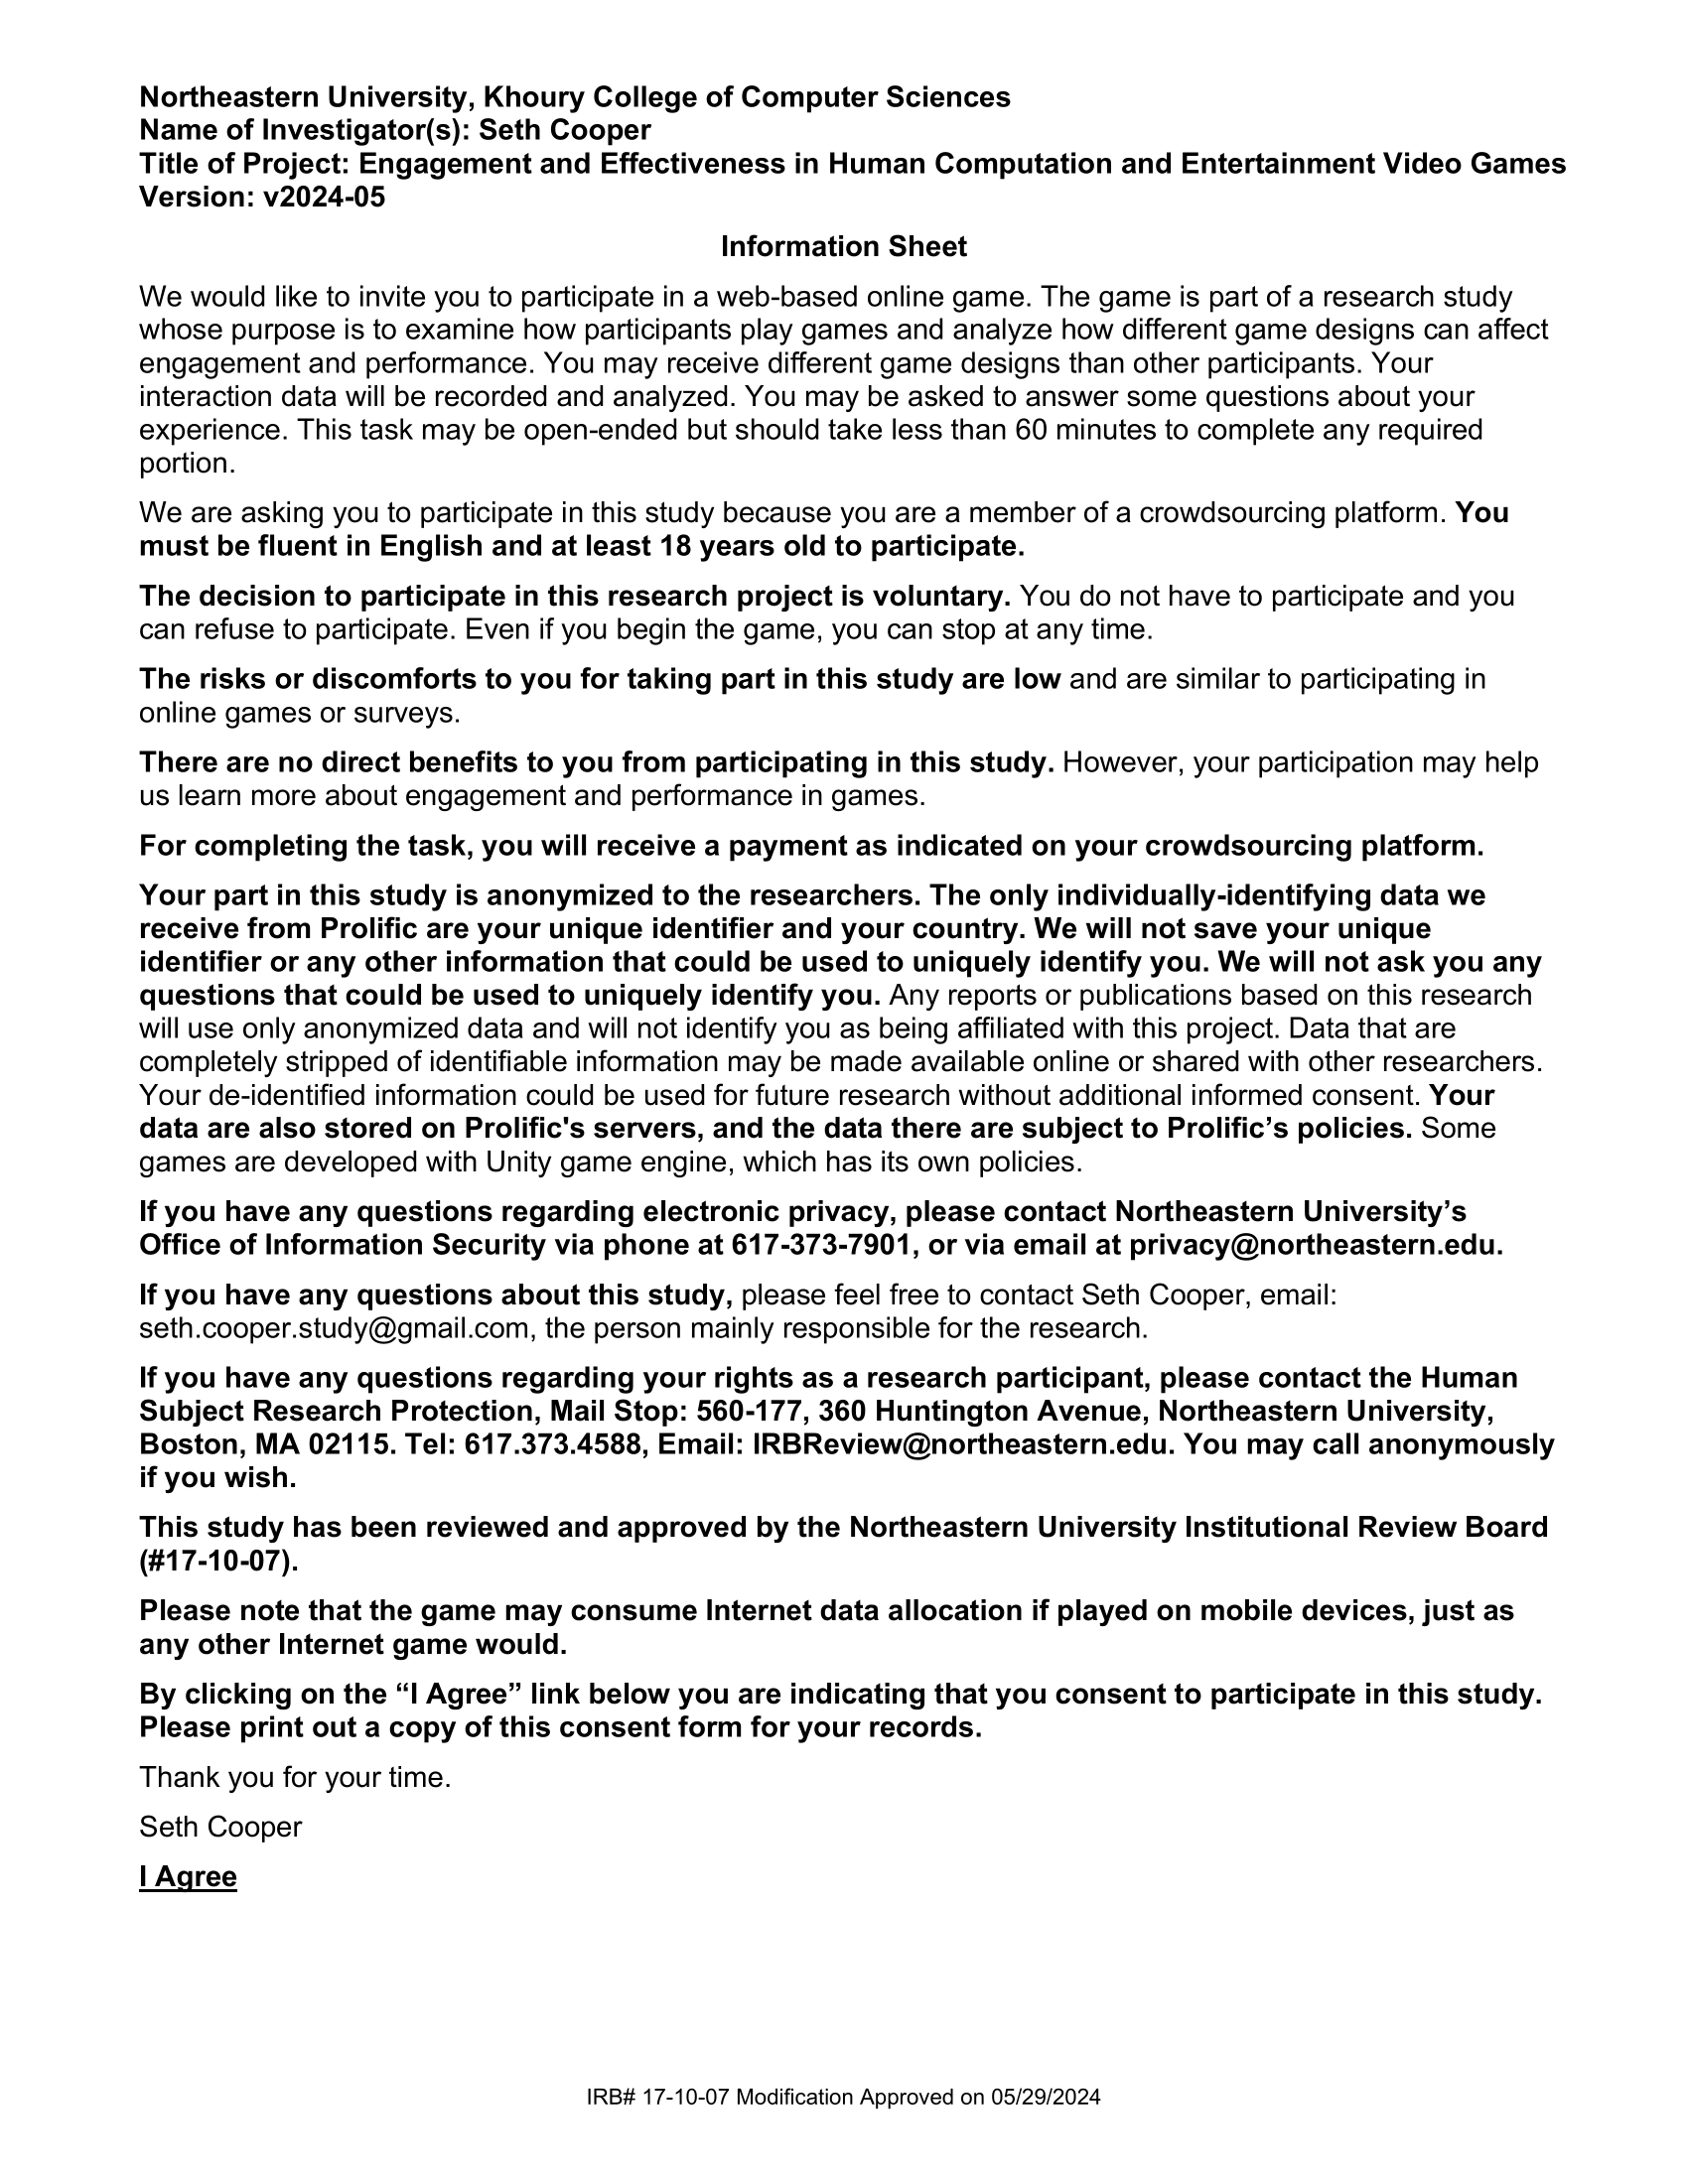 Northeastern University, Khoury College of Computer Sciences
Name of Investigator(s): Seth Cooper
Title of Project: Engagement and Effectiveness in Human Computation and Entertainment Video Games
Version: v2024-05
Information Sheet
We would like to invite you to participate in a web-based online game. The game is part of a research study
whose purpose is to examine how participants play games and analyze how different game designs can affect
engagement and performance. You may receive different game designs than other participants. Your
interaction data will be recorded and analyzed. You may be asked to answer some questions about your
experience. This task may be open-ended but should take less than 60 minutes to complete any required
portion.
We are asking you to participate in this study because you are a member of a crowdsourcing platform. You
must be fluent in English and at least 18 years old to participate.
The decision to participate in this research project is voluntary. You do not have to participate and you
can refuse to participate. Even if you begin the game, you can stop at any time.
The risks or discomforts to you for taking part in this study are low and are similar to participating in
online games or surveys.
There are no direct benefits to you from participating in this study. However, your participation may help
us learn more about engagement and performance in games.
For completing the task, you will receive a payment as indicated on your crowdsourcing platform.
Your part in this study is anonymized to the researchers. The only individually-identifying data we
receive from Prolific are your unique identifier and your country. We will not save your unique
identifier or any other information that could be used to uniquely identify you. We will not ask you any
questions that could be used to uniquely identify you. Any reports or publications based on this research
will use only anonymized data and will not identify you as being affiliated with this project. Data that are
completely stripped of identifiable information may be made available online or shared with other researchers.
Your de-identified information could be used for future research without additional informed consent. Your
data are also stored on Prolific's servers, and the data there are subject to Prolific’s policies. Some
games are developed with Unity game engine, which has its own policies.
If you have any questions regarding electronic privacy, please contact Northeastern University’s
Office of Information Security via phone at 617-373-7901, or via email at privacy@northeastern.edu.
If you have any questions about this study, please feel free to contact Seth Cooper, email:
seth.cooper.study@gmail.com, the person mainly responsible for the research.
If you have any questions regarding your rights as a research participant, please contact the Human
Subject Research Protection, Mail Stop: 560-177, 360 Huntington Avenue, Northeastern University,
Boston, MA 02115. Tel: 617.373.4588, Email: IRBReview@northeastern.edu. You may call anonymously
if you wish.
This study has been reviewed and approved by the Northeastern University Institutional Review Board
(#17-10-07).
Please note that the game may consume Internet data allocation if played on mobile devices, just as
any other Internet game would.
By clicking on the “I Agree” link below you are indicating that you consent to participate in this study.
Please print out a copy of this consent form for your records.
Thank you for your time.
Seth Cooper
I Agree
IRB# 17-10-07 Modification Approved on 05/29/2024